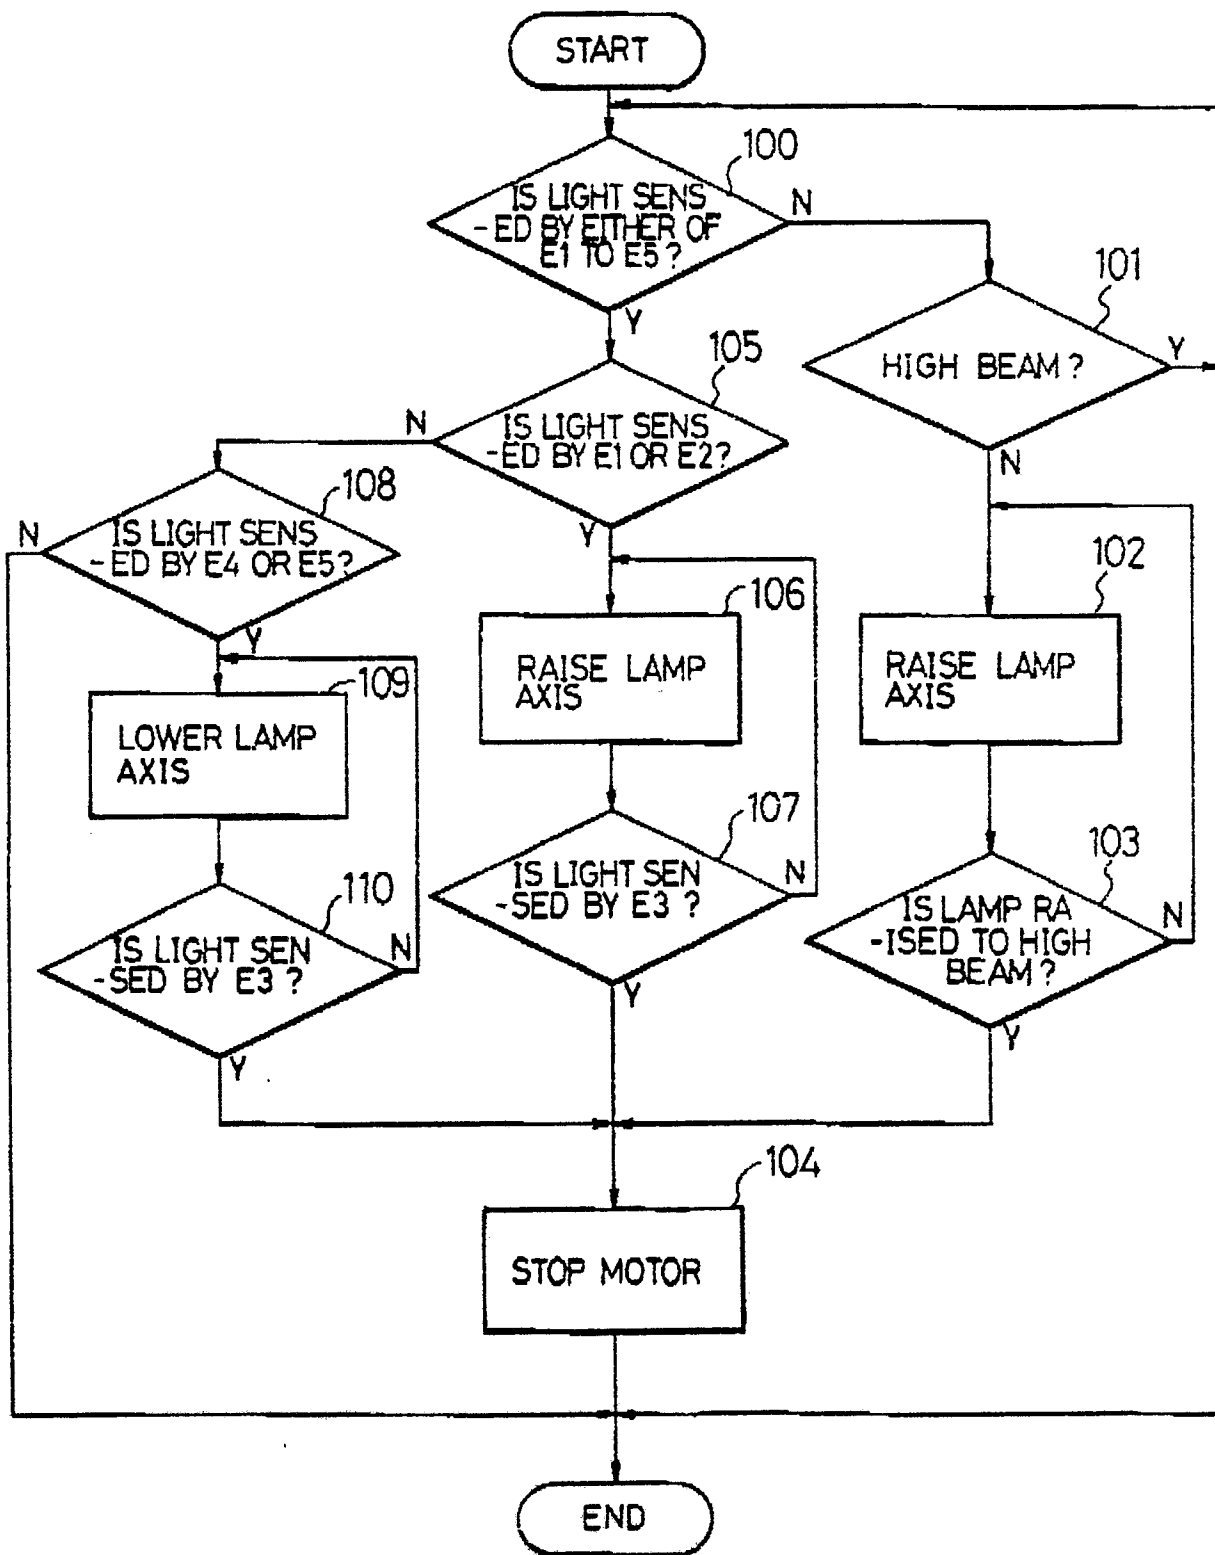 START
100
IS LIGHT SENS
-ED BY EITHER OF
E1 TO E5?
N
Y
101
HIGH BEAM?
Y
N
105
IS LIGHT SENS
-ED BY E1 OR E2?
N
Y
108
IS LIGHT SENS
-ED BY E4 OR E5?
N
Y
106
RAISE LAMP
AXIS
102
RAISE LAMP
AXIS
109
LOWER LAMP
AXIS
107
IS LIGHT SEN
-SED BY E3 ?
N
Y
103
IS LAMP RA
-ISED TO HIGH
BEAM?
N
Y
110
IS LIGHT SEN
-SED BY E3 ?
N
Y
104
STOP MOTOR
END